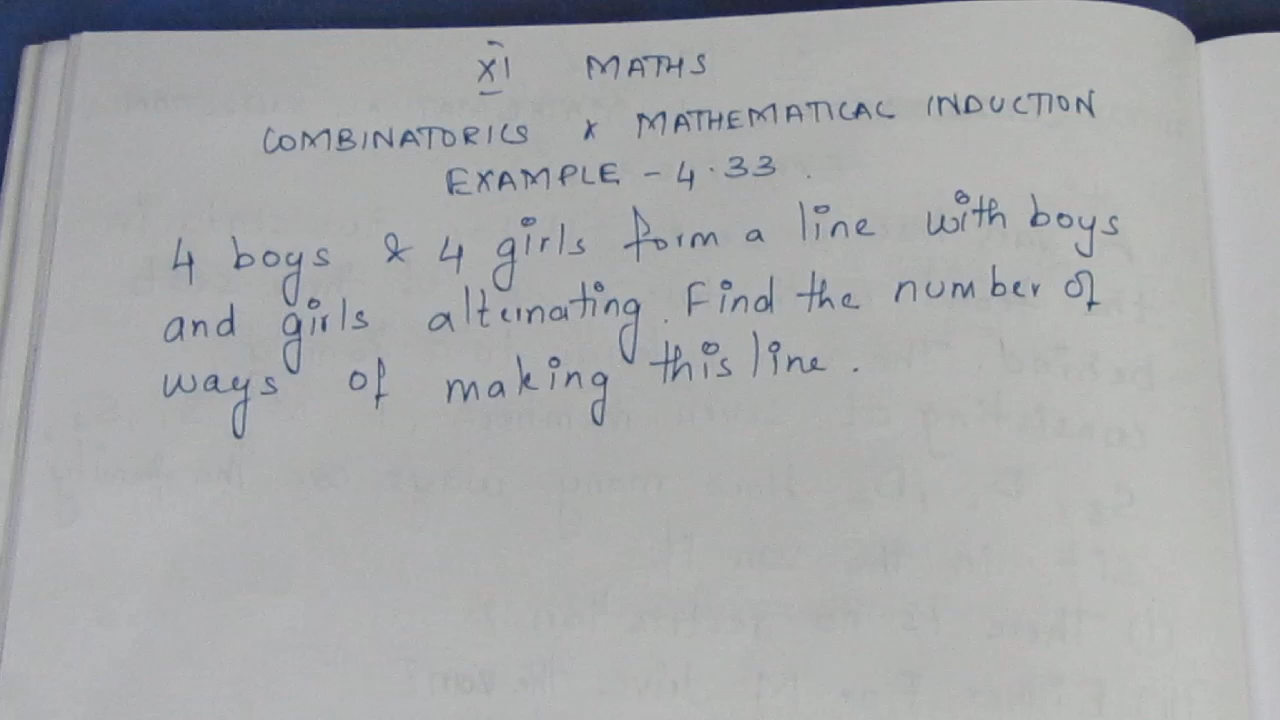 XI MATHS
COMBINATORICS & MATHEMATICAL INDUCTION
EXAMPLE - 4.33.
4 boys & 4 girls form a line with boys
and girls alternating. Find the number of
ways of making this line.